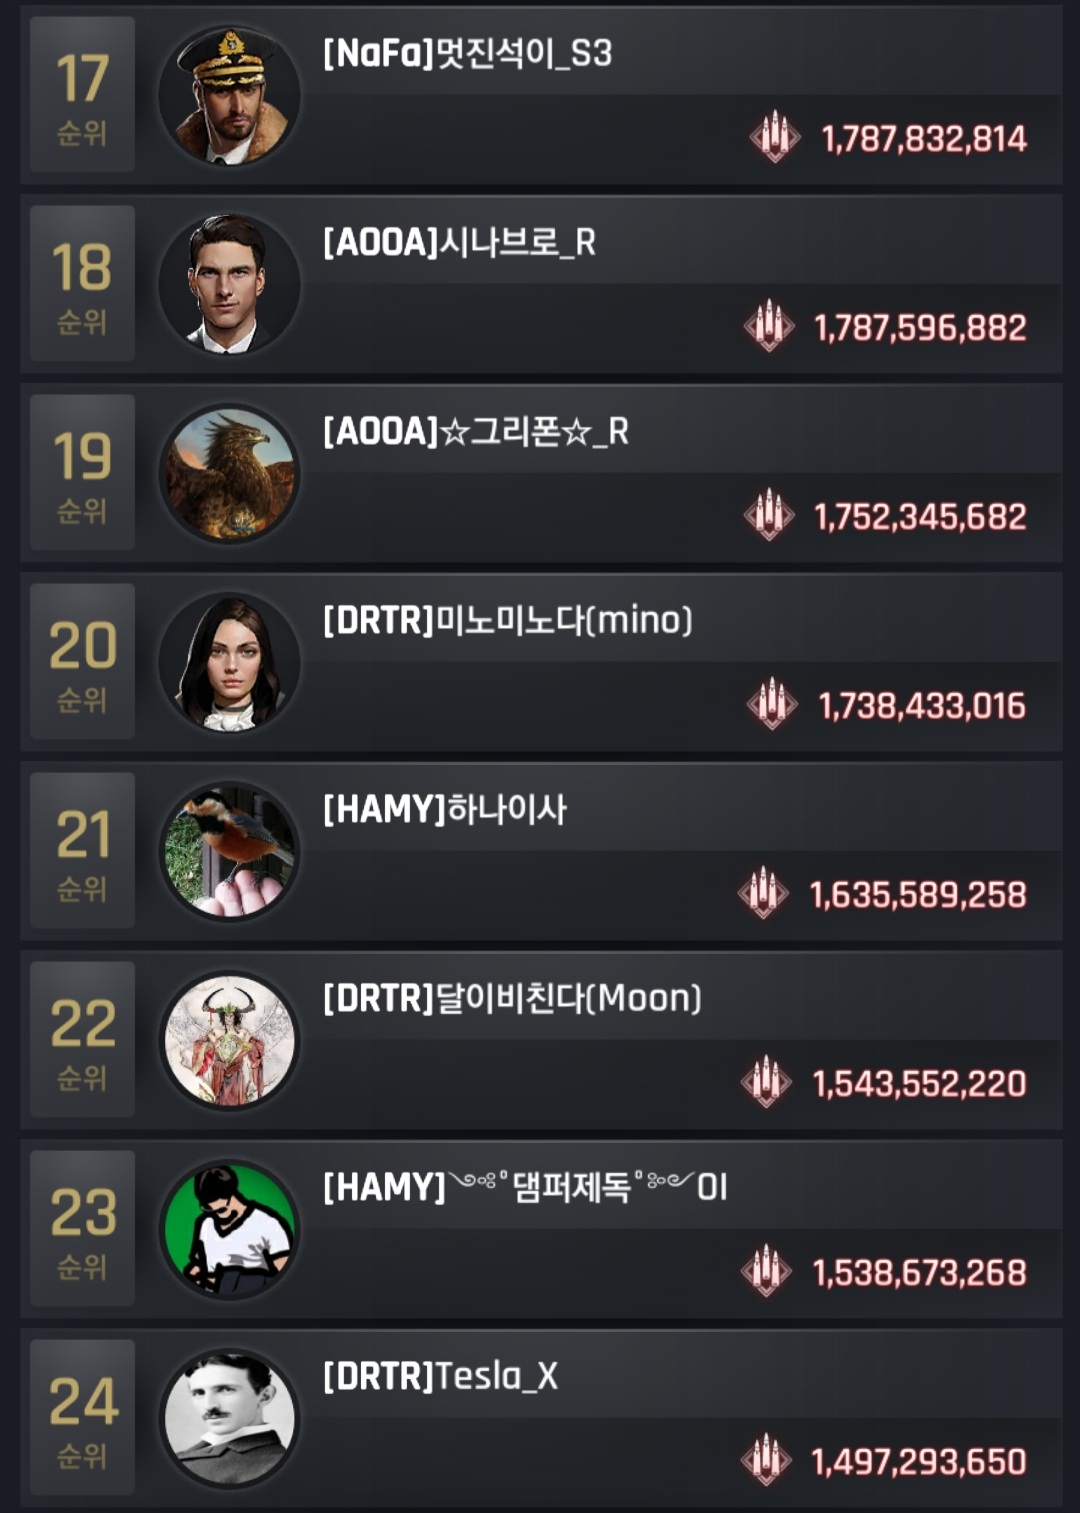 17
순위
[NaFa]멋진석이_S3
1,787,832,814
18
순위
[AOOA]시나브로_R
1,787,596,882
19
순위
[AOOA]☆그리폰☆_R
1,752,345,682
20
순위
[DRTR]미노미노다(mino)
1,738,433,016
21
순위
[HAMY]하나이사
1,635,589,258
22
순위
[DRTR]달이비친다(Moon)
1,543,552,220
23
순위
[HAMY]༺ৡ˚댐퍼제독˚ৡ༻OI
1,538,673,268
24
순위
[DRTR]Tesla_X
1,497,293,650